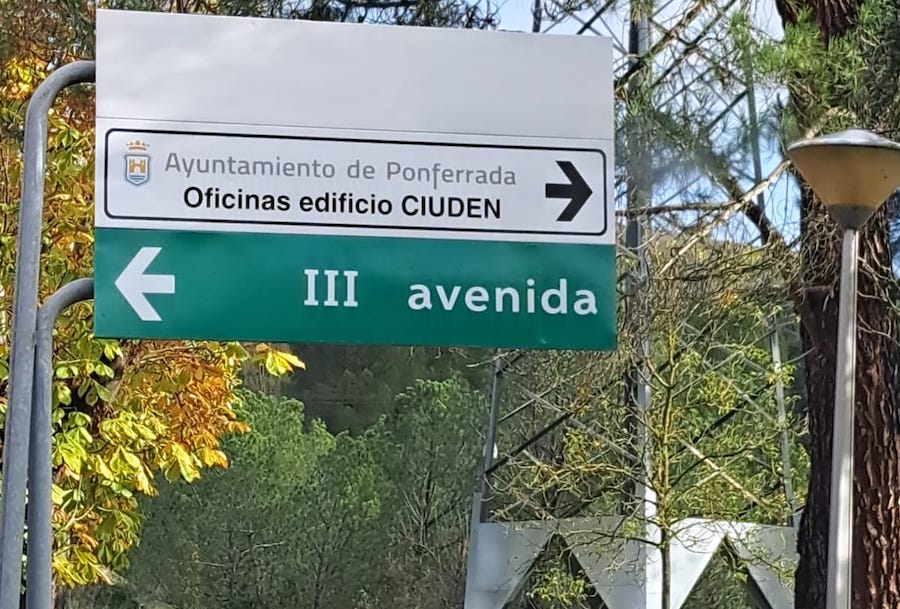 Ayuntamiento de Ponferrada
Oficinas edificio CIUDEN
III avenida